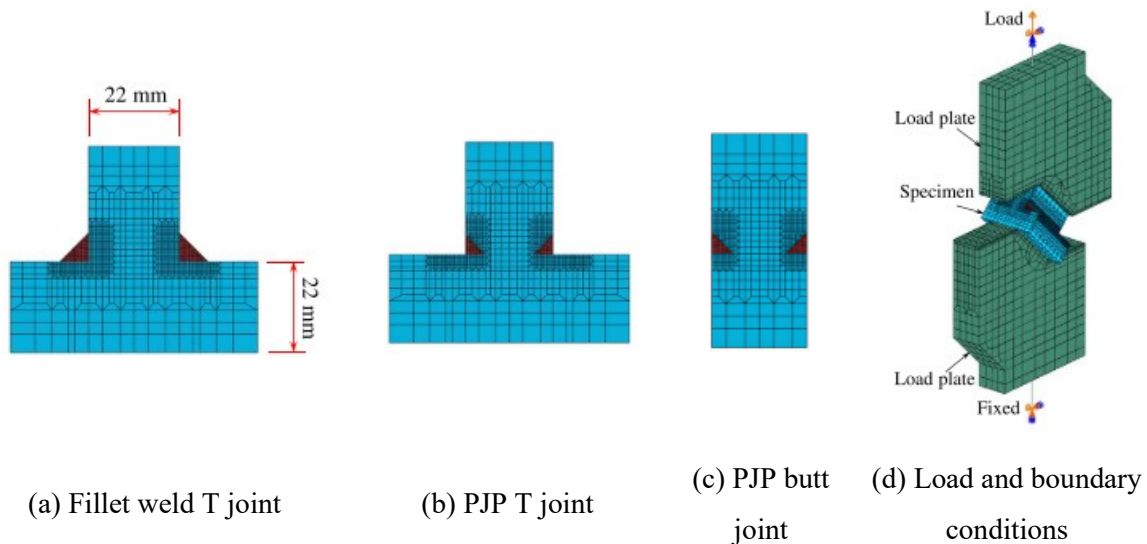 22 mm
22 mm
Load
Load plate
Specimen
Load plate
Fixed
(a) Fillet weld T joint
(b) PJP T joint
(c) PJP butt
joint
(d) Load and boundary
conditions